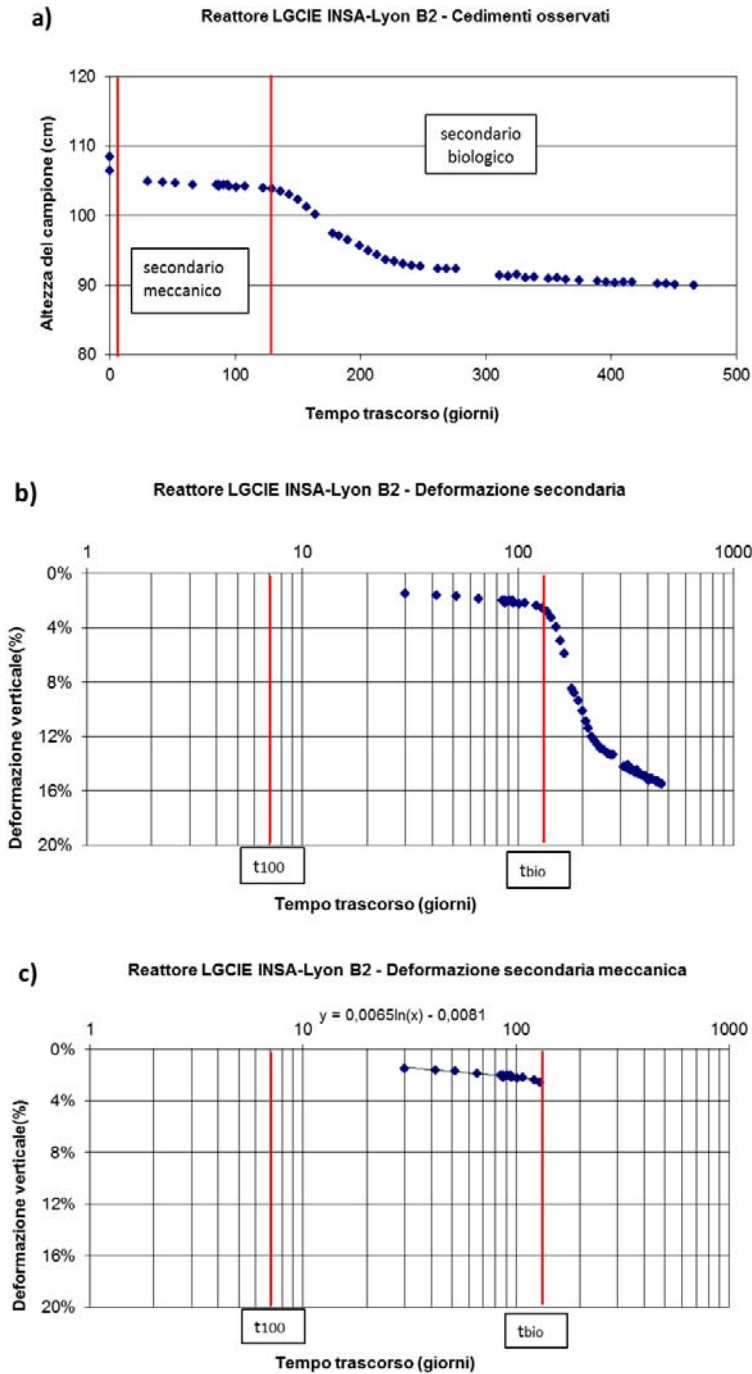 a)
Reattore LGCIE INSA-Lyon B2 - Cedimenti osservati
Altezza del campione (cm)
120
110
100
90
80
secondario
biologico
secondario
meccanico
0
100
200
300
400
500
Tempo trascorso (giorni)
b)
Reattore LGCIE INSA-Lyon B2 - Deformazione secondaria
1
10
100
1000
Deformazione verticale(%)
0%
4%
8%
12%
16%
20%
t100
tbio
Tempo trascorso (giorni)
c)
Reattore LGCIE INSA-Lyon B2 - Deformazione secondaria meccanica
y = 0,0065ln(x) - 0,0081
1
10
100
1000
Deformazione verticale(%)
0%
4%
8%
12%
16%
20%
t100
tbio
Tempo trascorso (giorni)